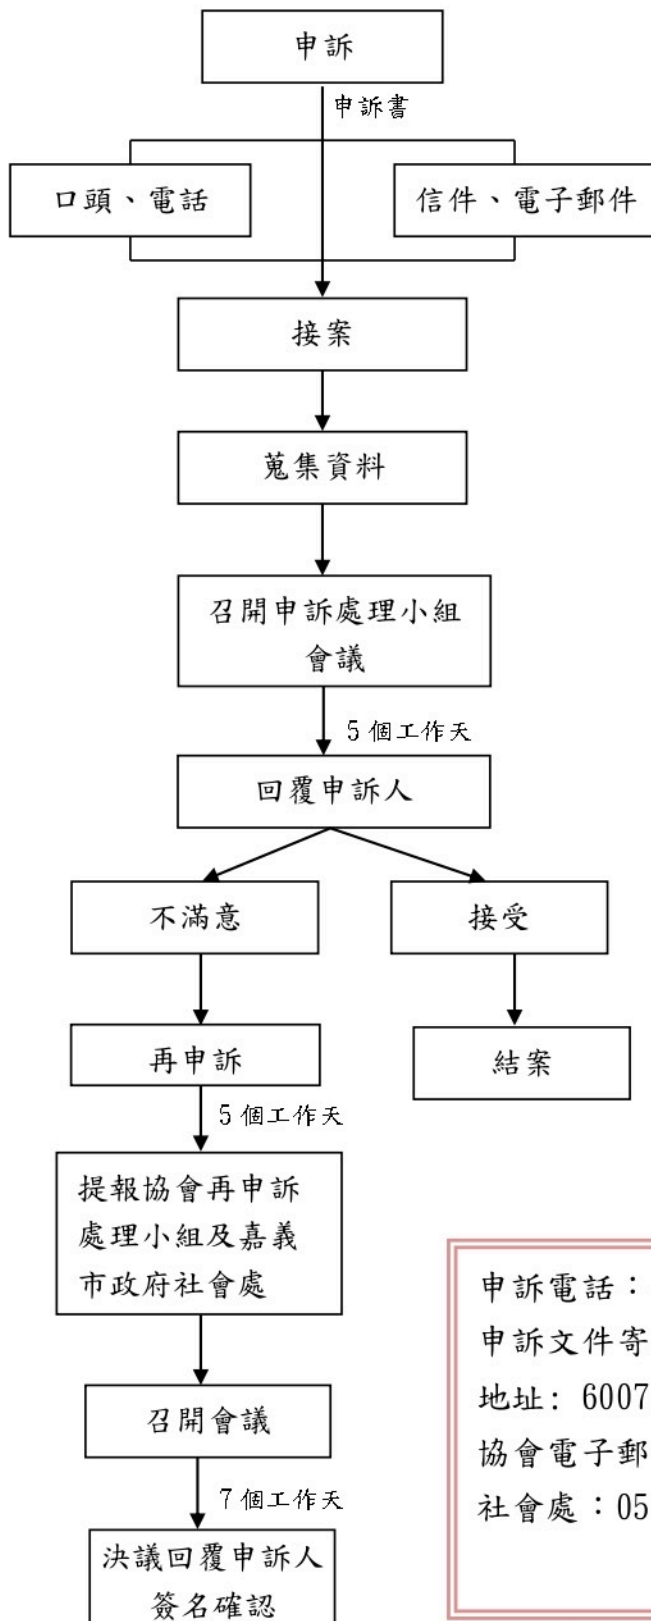 申訴
申訴書
口頭、電話
信件、電子郵件
接案
蒐集資料
召開申訴處理小組
會議
5 個工作天
回覆申訴人
不滿意
接受
再申訴
結案
5 個工作天
提報協會再申訴
處理小組及嘉義
市政府社會處
召開會議
7 個工作天
決議回覆申訴人
簽名確認
申訴電話：
申訴文件寄
地址: 6007
協會電子郵
社會處：05